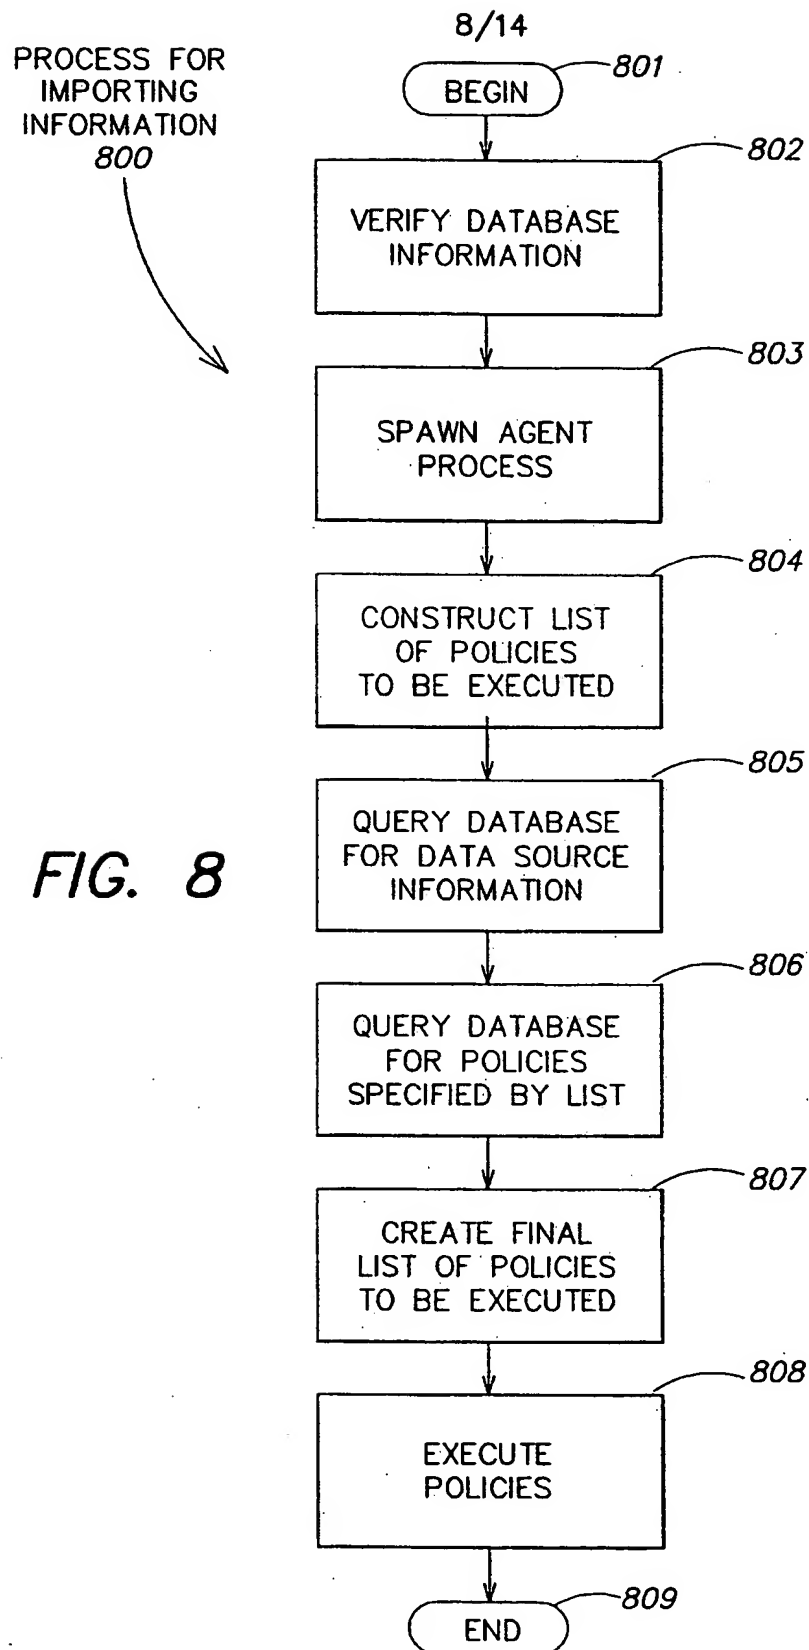 8/14
PROCESS FOR
IMPORTING
INFORMATION
800
BEGIN
801
802
VERIFY DATABASE
INFORMATION
803
SPAWN AGENT
PROCESS
804
CONSTRUCT LIST
OF POLICIES
TO BE EXECUTED
805
QUERY DATABASE
FOR DATA SOURCE
INFORMATION
FIG. 8
806
QUERY DATABASE
FOR POLICIES
SPECIFIED BY LIST
807
CREATE FINAL
LIST OF POLICIES
TO BE EXECUTED
808
EXECUTE
POLICIES
809
END